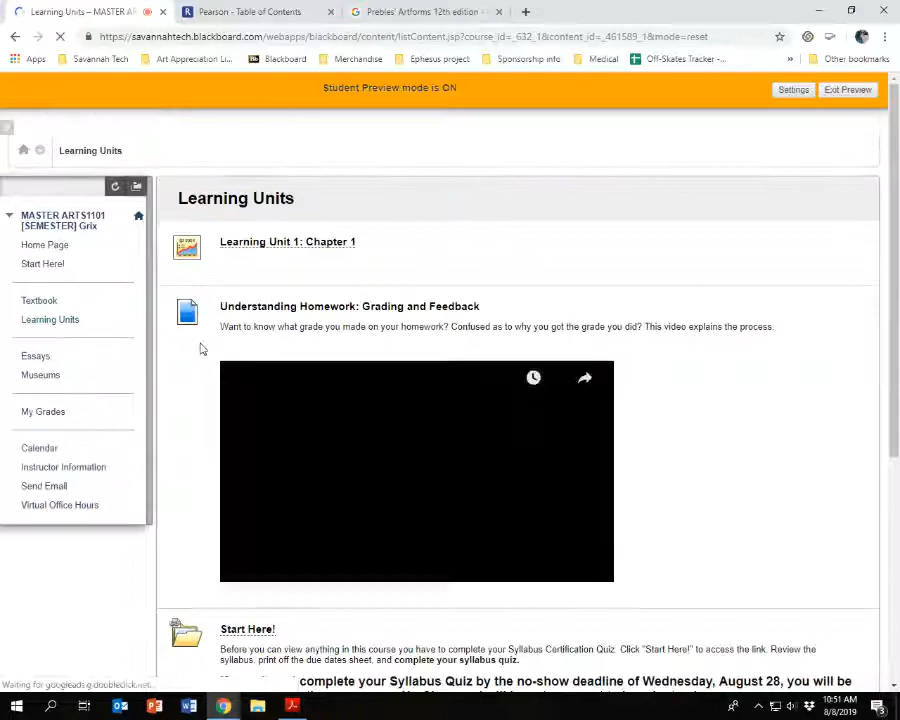 Learning Units – MASTER AR
Pearson - Table of Contents
Prebles' Artforms 12th edition -
https://savannahtech.blackboard.com/webapps/blackboard/content/listContent.jsp?course_id=_632_1&content_id=_461589_1&mode=reset
Apps
Savannah Tech
Art Appreciation Li...
Bb Blackboard
Merchandise
Ephesus project
Sponsorship info
Medical
Off-Skates Tracker -...
»
Other bookmarks
Student Preview mode is ON
Settings
Exit Preview
Learning Units
MASTER ARTS1101
[SEMESTER] Grix
Home Page
Start Here!
Textbook
Learning Units
Essays
Museums
My Grades
Calendar
Instructor Information
Send Email
Virtual Office Hours
Learning Units
Learning Unit 1: Chapter 1
Understanding Homework: Grading and Feedback
Want to know what grade you made on your homework? Confused as to why you got the grade you did? This video explains the process.
Start Here!
Before you can view anything in this course you have to complete your Syllabus Certification Quiz. Click "Start Here!" to access the link. Review the
syllabus, print off the due dates sheet, and complete your syllabus quiz.
complete your Syllabus Quiz by the no-show deadline of Wednesday, August 28, you will be
Waiting for googleads.g.doubleclick.net...
10:51 AM
8/8/2019
3